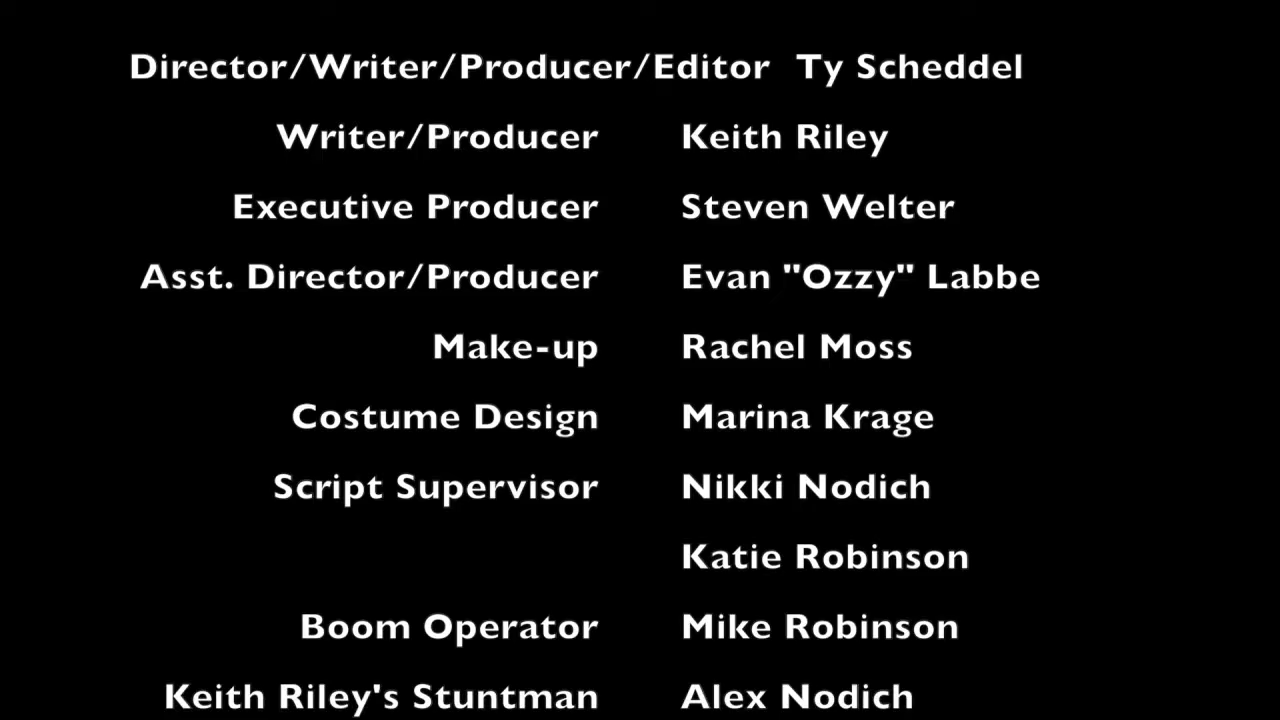 Director/Writer/Producer/Editor Ty Scheddel
Writer/Producer Keith Riley
Executive Producer Steven Welter
Asst. Director/Producer Evan "Ozzy" Labbe
Make-up Rachel Moss
Costume Design Marina Krage
Script Supervisor Nikki Nodich
Katie Robinson
Boom Operator Mike Robinson
Keith Riley's Stuntman Alex Nodich